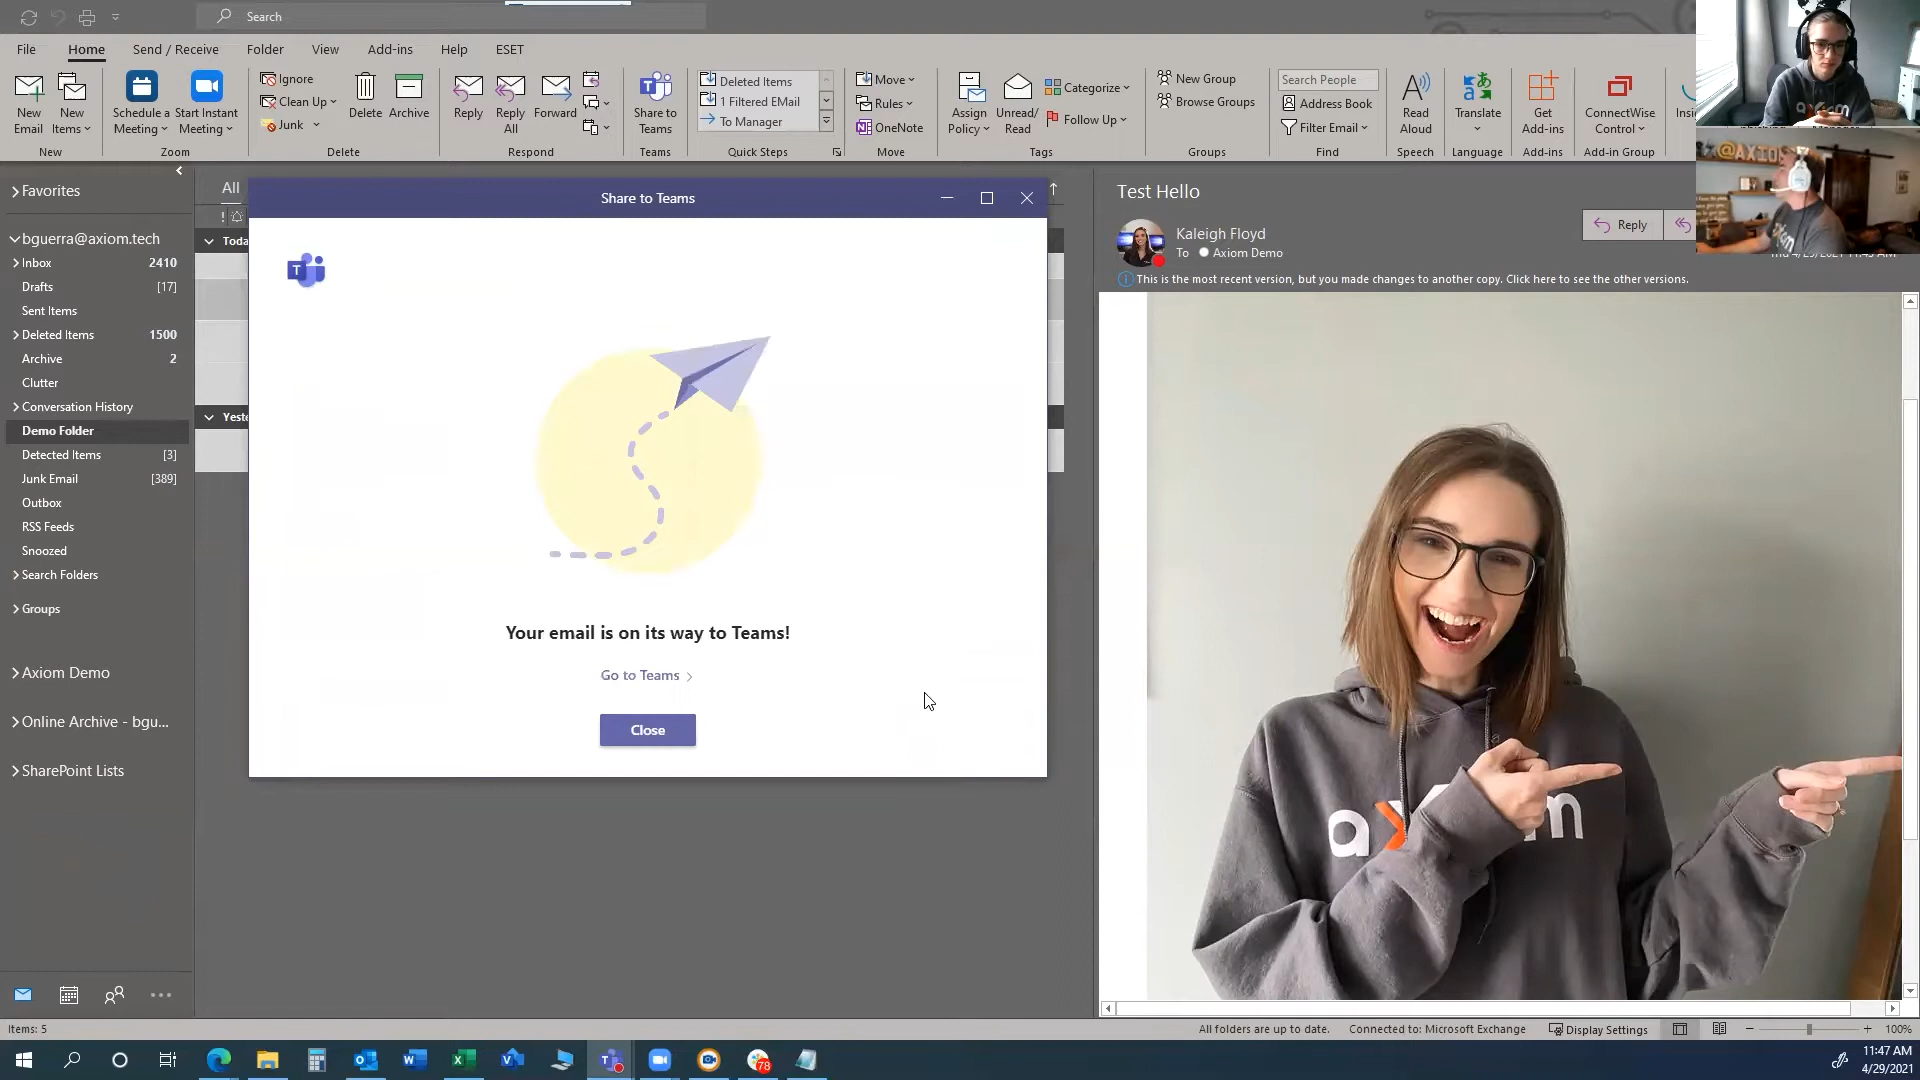 Search
File Home Send / Receive Folder View Add-ins Help ESET
New Email
New Items
New
Schedule a Meeting
Start Instant Meeting
Zoom
Ignore
Clean Up
Junk
Delete
Archive
Delete
Reply
Reply All
Forward
Respond
Share to Teams
Teams
Deleted Items
1 Filtered EMail
To Manager
Quick Steps
Move
Rules
OneNote
Move
Assign Policy
Unread/ Read
Categorize
Follow Up
Tags
New Group
Browse Groups
Groups
Search People
Address Book
Filter Email
Find
Read Aloud
Speech
Translate
Language
Get Add-ins
Add-ins
ConnectWise Control
Add-in Group
@AXIO
Favorites
bguerra@axiom.tech
Inbox 2410
Drafts [17]
Sent Items
Deleted Items 1500
Archive 2
Clutter
Conversation History
Demo Folder
Detected Items [3]
Junk Email [389]
Outbox
RSS Feeds
Snoozed
Search Folders
Groups
Axiom Demo
Online Archive - bgu...
SharePoint Lists
All
Share to Teams
Your email is on its way to Teams!
Go to Teams
Close
Test Hello
Kaleigh Floyd
To Axiom Demo
Reply
This is the most recent version, but you made changes to another copy. Click here to see the other versions.
axiom
Items: 5
All folders are up to date. Connected to: Microsoft Exchange Display Settings 100%
78
11:47 AM
4/29/2021